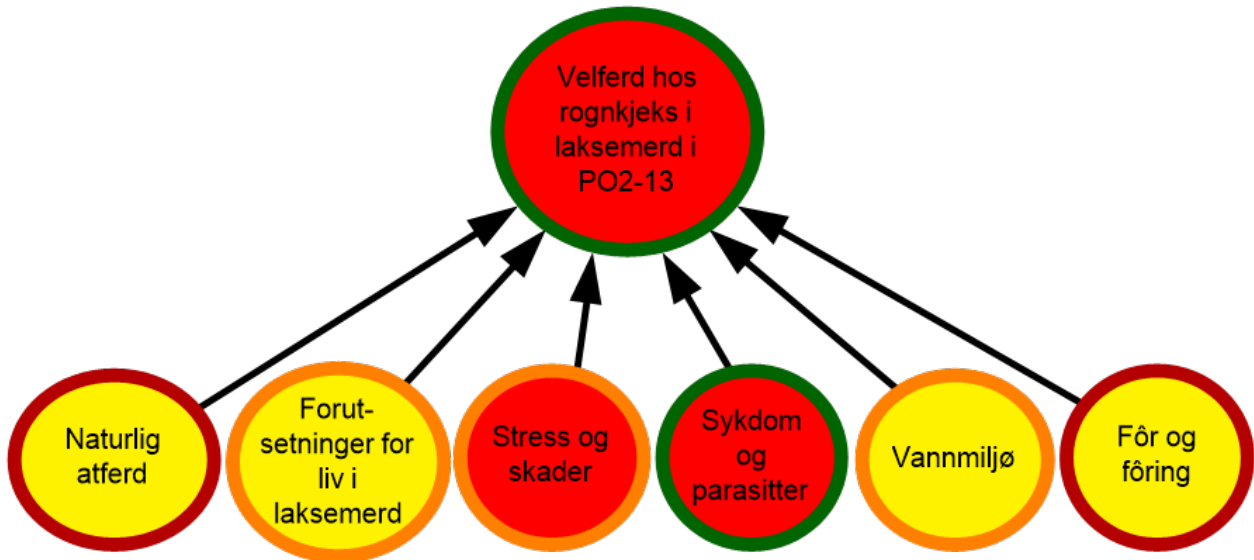 Velferd hos
rognkjeks i
laksemerd i
PO2-13
Naturlig
atferd
Forut-
setninger for
liv i
laksemerd
Stress og
skader
Sykdom
og
parasitter
Vannmiljø
Fôr og
fôring